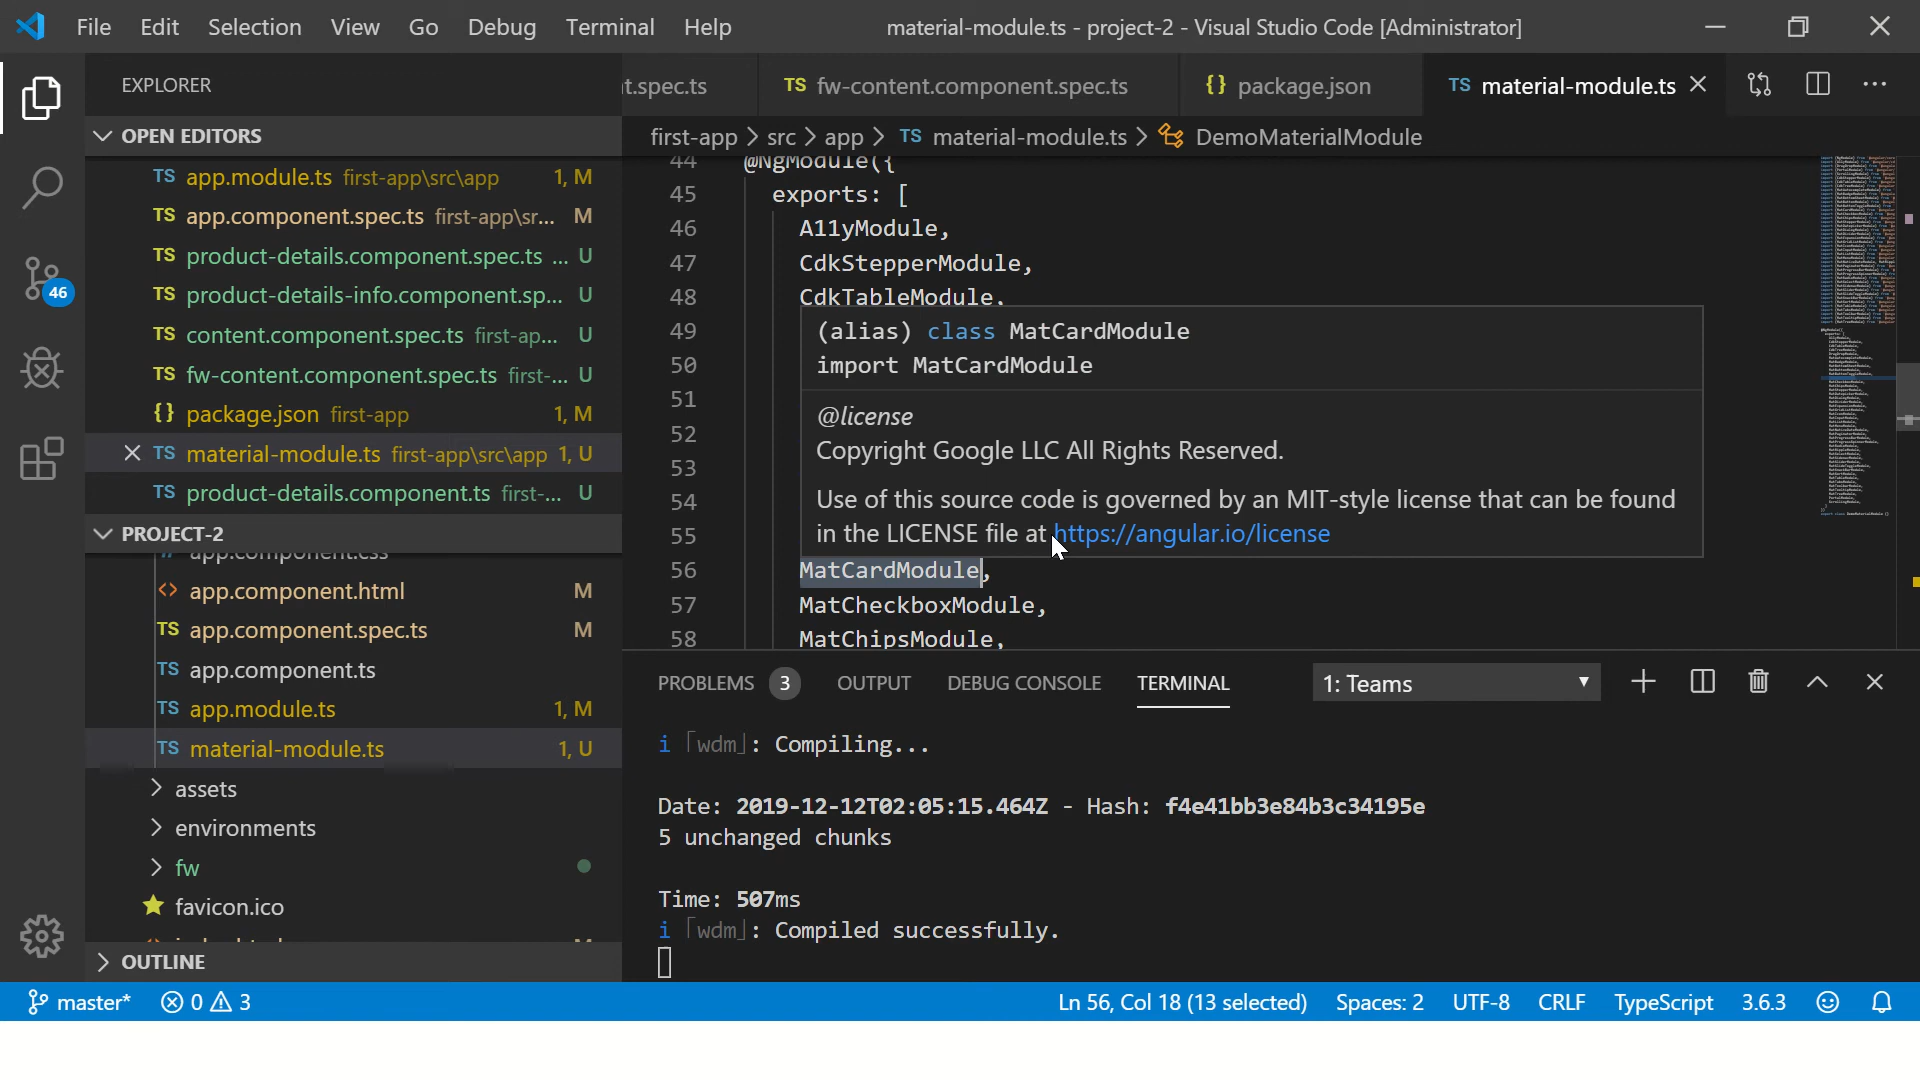 File Edit Selection View Go Debug Terminal Help
material-module.ts - project-2 - Visual Studio Code [Administrator]
EXPLORER
t.spec.ts
TS fw-content.component.spec.ts
{} package.json
TS material-module.ts
OPEN EDITORS
first-app > src > app > TS material-module.ts > DemoMaterialModule
TS app.module.ts first-app\src\app 1, M
TS app.component.spec.ts first-app\sr... M
TS product-details.component.spec.ts ... U
TS product-details-info.component.sp... U
TS content.component.spec.ts first-ap... U
TS fw-content.component.spec.ts first-... U
{} package.json first-app 1, M
TS material-module.ts first-app\src\app 1, U
TS product-details.component.ts first-... U
46
PROJECT-2
app.component.css
<> app.component.html M
TS app.component.spec.ts M
TS app.component.ts
TS app.module.ts 1, M
TS material-module.ts 1, U
assets
environments
fw
favicon.ico
OUTLINE
44 @NgModule({
45 exports: [
46 A11yModule,
47 CdkStepperModule,
48 CdkTableModule,
49
50
51
52
53
54
55
(alias) class MatCardModule
import MatCardModule
@license
Copyright Google LLC All Rights Reserved.
Use of this source code is governed by an MIT-style license that can be found
in the LICENSE file at https://angular.io/license
56 MatCardModule,
57 MatCheckboxModule,
58 MatChipsModule,
PROBLEMS 3 OUTPUT DEBUG CONSOLE TERMINAL 1: Teams
i ｢wdm｣: Compiling...
Date: 2019-12-12T02:05:15.464Z - Hash: f4e41bb3e84b3c34195e
5 unchanged chunks
Time: 507ms
i ｢wdm｣: Compiled successfully.
master* 0 3 Ln 56, Col 18 (13 selected) Spaces: 2 UTF-8 CRLF TypeScript 3.6.3